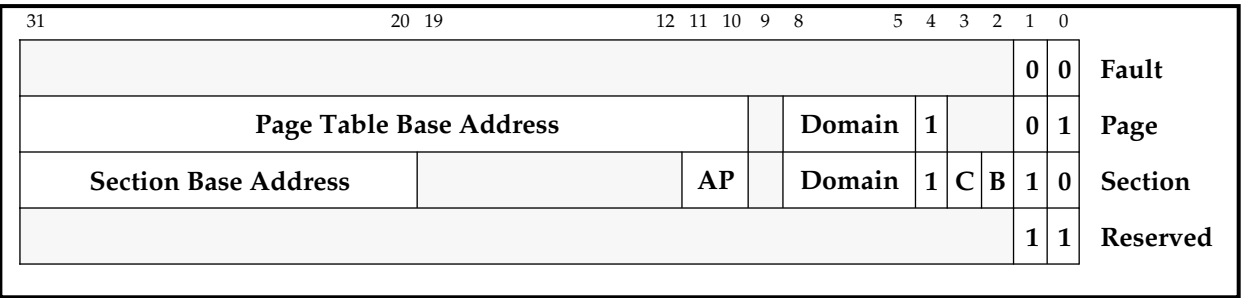 31 20 19 12 11 10 9 8 5 4 3 2 1 0
0 0 Fault
Page Table Base Address Domain 1 0 1 Page
Section Base Address AP Domain 1 C B 1 0 Section
1 1 Reserved